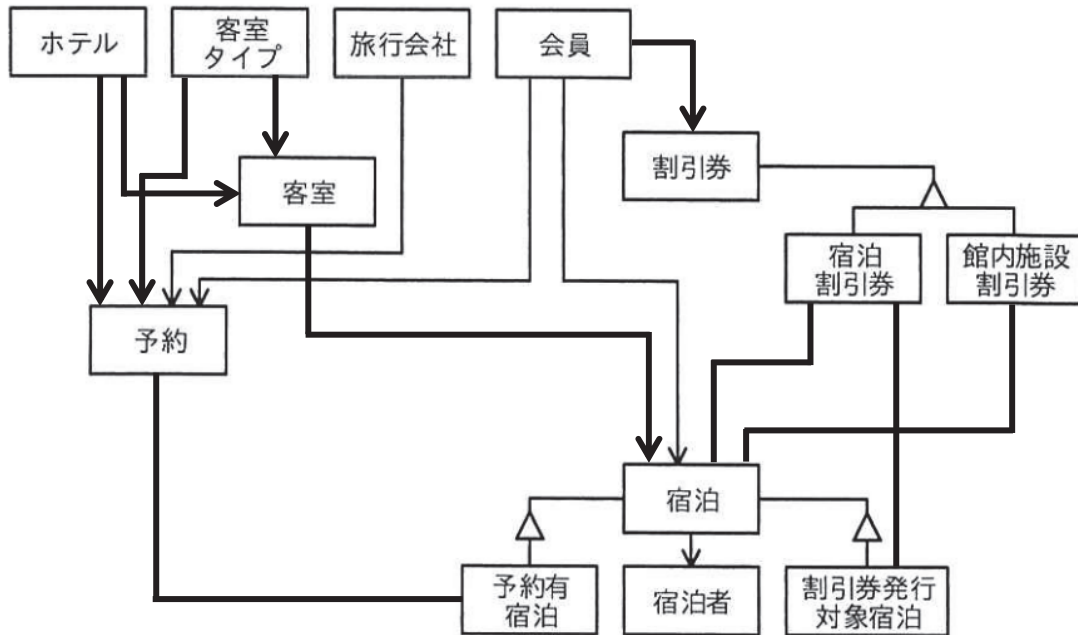 ホテル
客室
タイプ
旅行会社
会員
割引券
客室
宿泊
割引券
館内施設
割引券
予約
宿泊
予約有
宿泊
宿泊者
割引券発行
対象宿泊